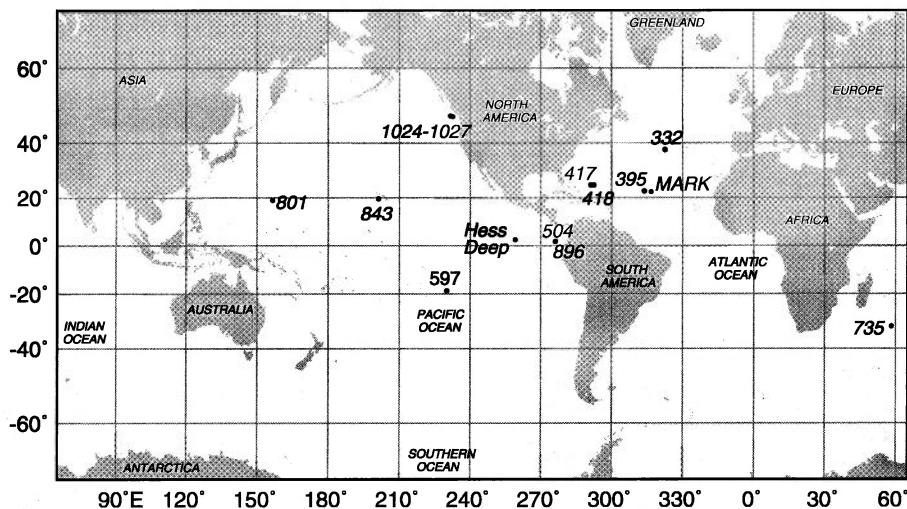 GREENLAND
60°
ASIA
NORTH
AMERICA
EUROPE
40°
1024-1027
332
417
395
MARK
20°
801
843
418
AFRICA
Hess
Deep
504
896
0°
SOUTH
AMERICA
ATLANTIC
OCEAN
597
-20°
AUSTRALIA
PACIFIC
OCEAN
INDIAN
OCEAN
735
-40°
-60°
ANTARCTICA
SOUTHERN
OCEAN
90°E 120° 150° 180° 210° 240° 270° 300° 330° 0° 30° 60°